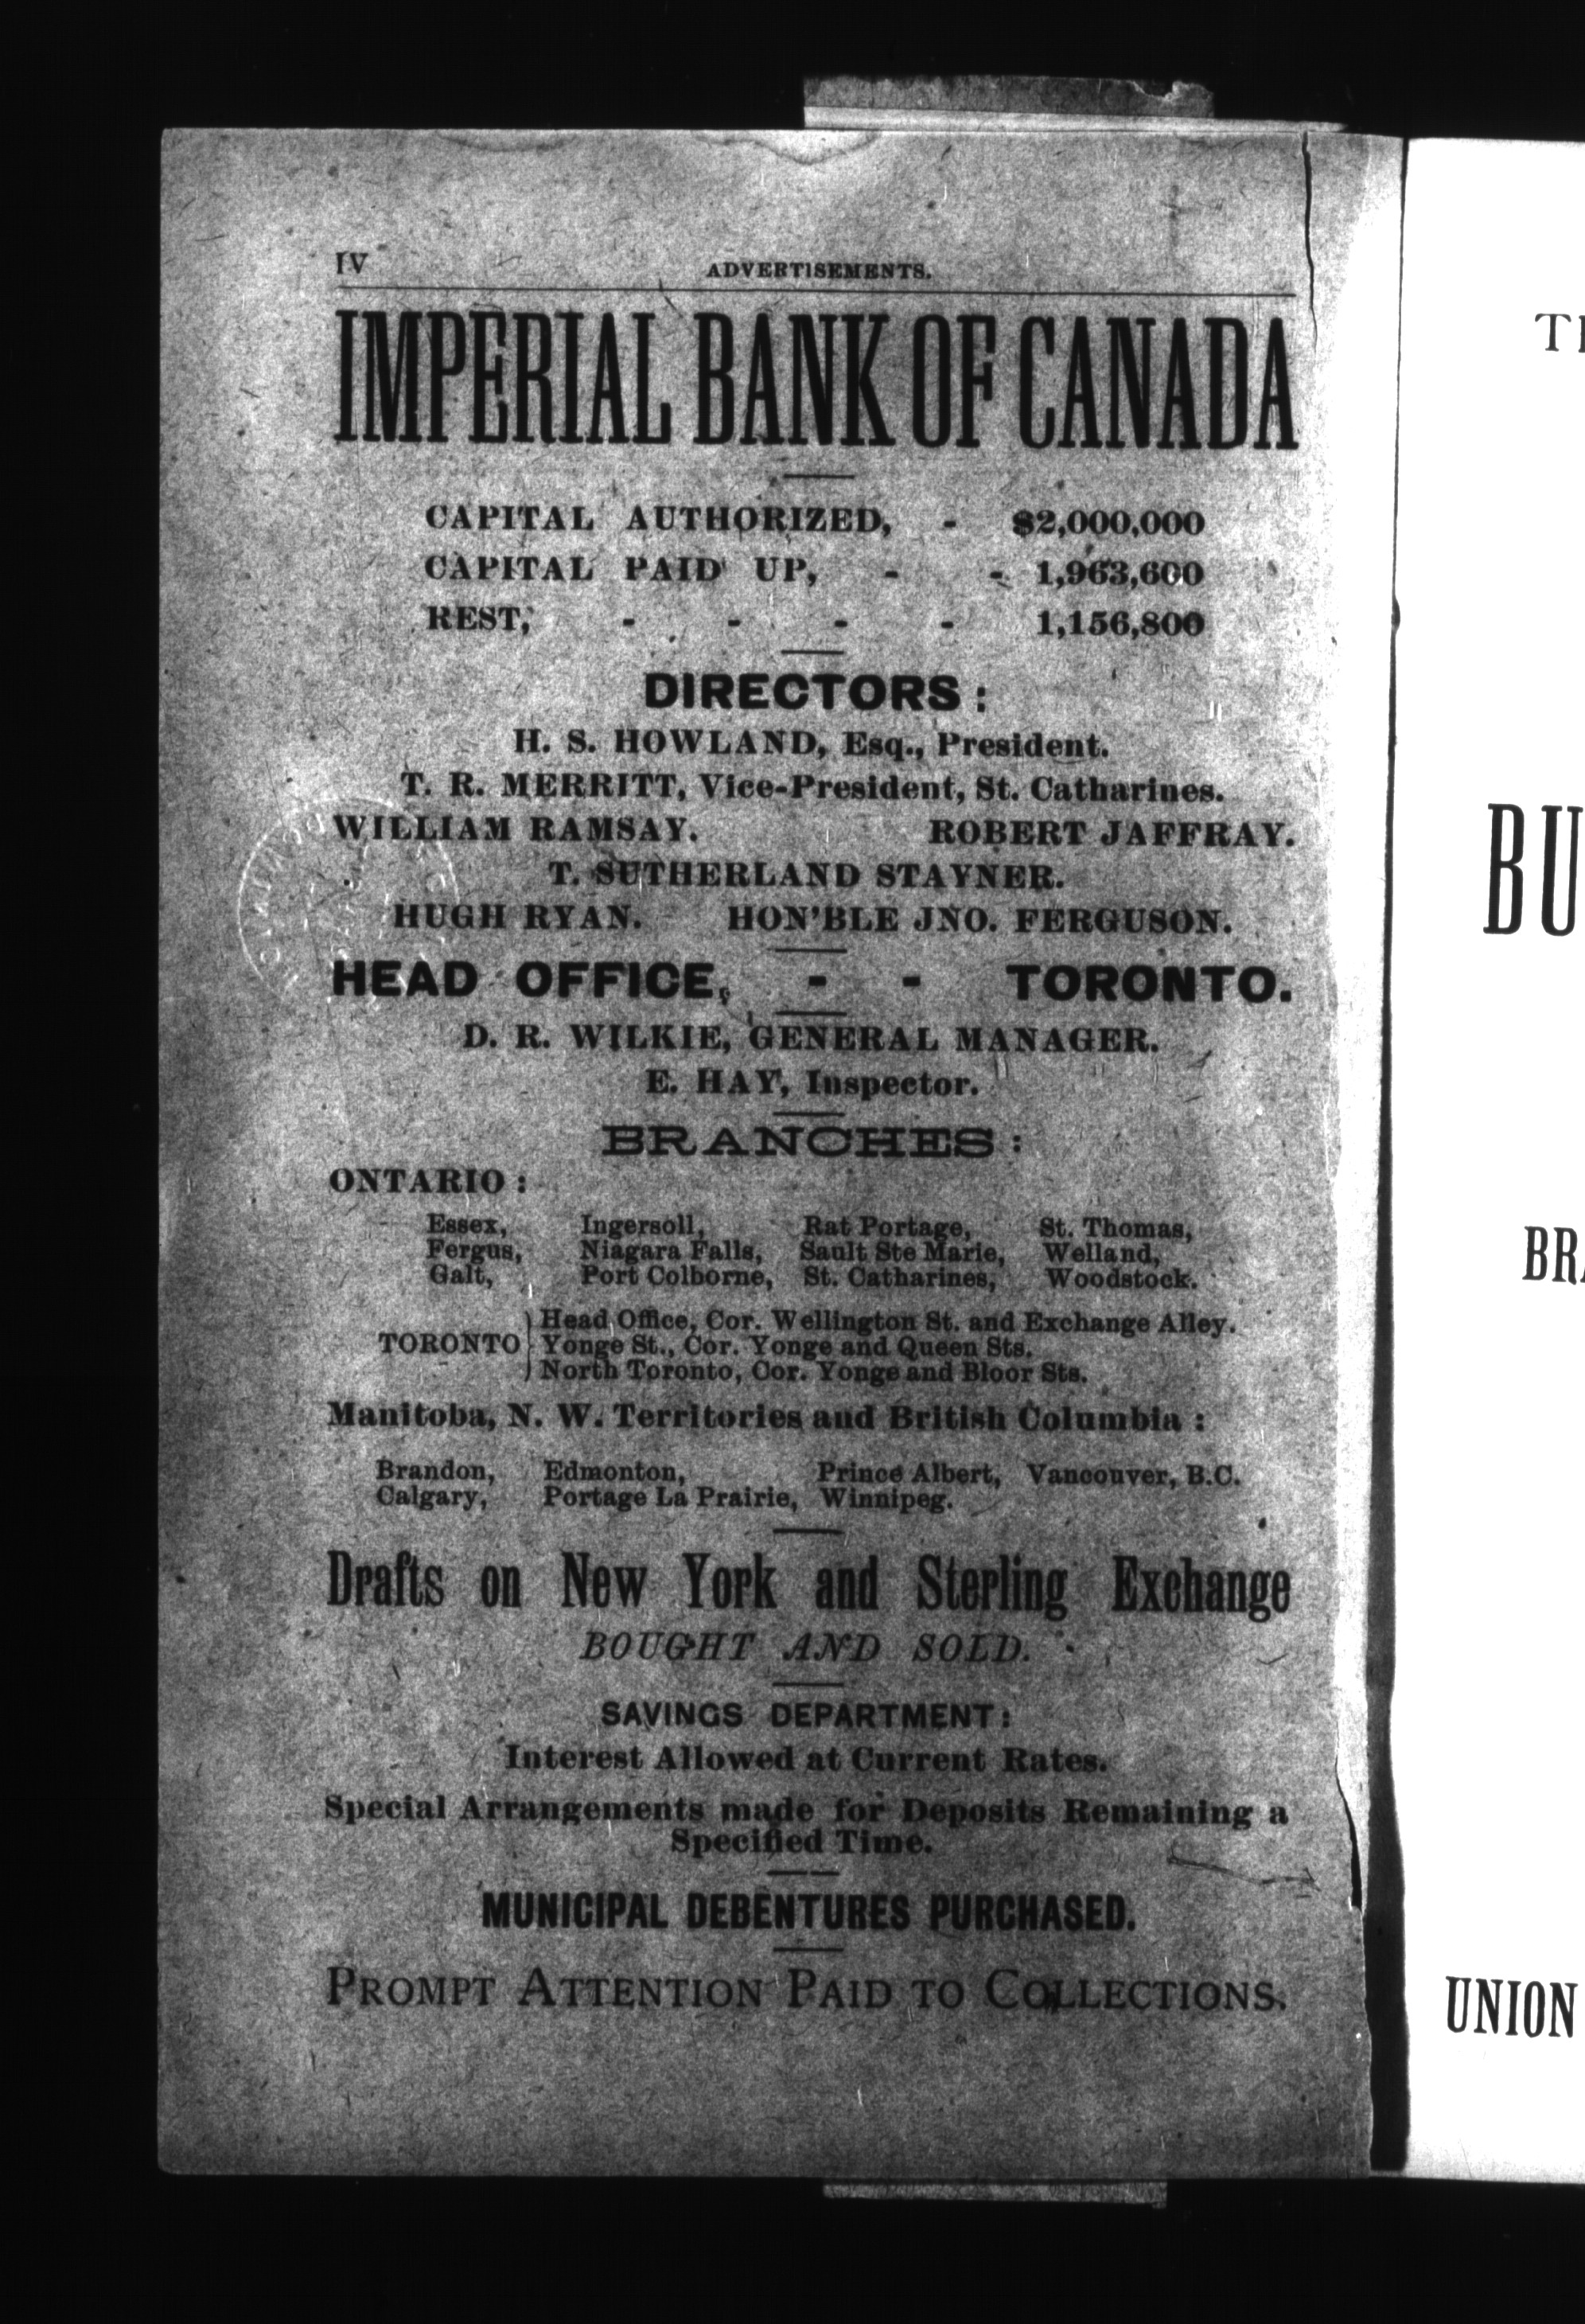 IV ADVERTISEMENTS.
IMPERIAL BANK OF CANADA
CAPITAL AUTHORIZED, - $2,000,000
CAPITAL PAID UP, - - 1,963,600
REST, - - - - 1,156,800
DIRECTORS:
H. S. HOWLAND, Esq., President.
T. R. MERRITT, Vice-President, St. Catharines.
WILLIAM RAMSAY. ROBERT JAFFRAY.
T. SUTHERLAND STAYNER.
HUGH RYAN. HON'BLE JNO. FERGUSON.
HEAD OFFICE, - - TORONTO.
D. R. WILKIE, GENERAL MANAGER.
E. HAY, Inspector.
BRANCHES:
ONTARIO:
Essex, Ingersoll, Rat Portage, St. Thomas,
Fergus, Niagara Falls, Sault Ste Marie, Welland,
Galt, Port Colborne, St. Catharines, Woodstock.
Head Office, Cor. Wellington St. and Exchange Alley.
TORONTO Yonge St., Cor. Yonge and Queen Sts.
North Toronto, Cor. Yonge and Bloor Sts.
Manitoba, N. W. Territories and British Columbia:
Brandon, Edmonton, Prince Albert, Vancouver, B.C.
Calgary, Portage La Prairie, Winnipeg.
Drafts on New York and Sterling Exchange
BOUGHT AND SOLD.
SAVINGS DEPARTMENT:
Interest Allowed at Current Rates.
Special Arrangements made for Deposits Remaining a
Specified Time.
MUNICIPAL DEBENTURES PURCHASED.
PROMPT ATTENTION PAID TO COLLECTIONS.
BU
BRA
UNION